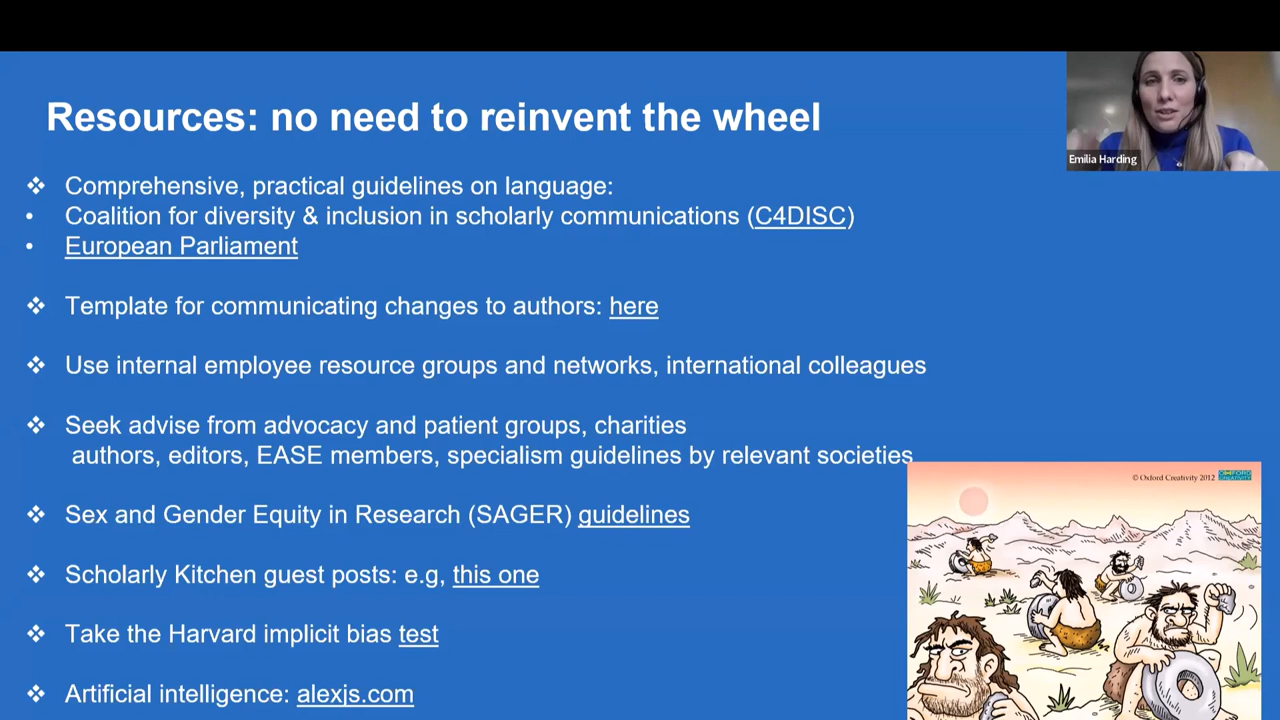 Resources: no need to reinvent the wheel
Emilia Harding
❖ Comprehensive, practical guidelines on language:
• Coalition for diversity & inclusion in scholarly communications (C4DISC)
• European Parliament
❖ Template for communicating changes to authors: here
❖ Use internal employee resource groups and networks, international colleagues
❖ Seek advise from advocacy and patient groups, charities
authors, editors, EASE members, specialism guidelines by relevant societies
© Oxford Creativity 2012
OXFORD
CREATIVITY
❖ Sex and Gender Equity in Research (SAGER) guidelines
❖ Scholarly Kitchen guest posts: e.g, this one
❖ Take the Harvard implicit bias test
❖ Artificial intelligence: alexjs.com